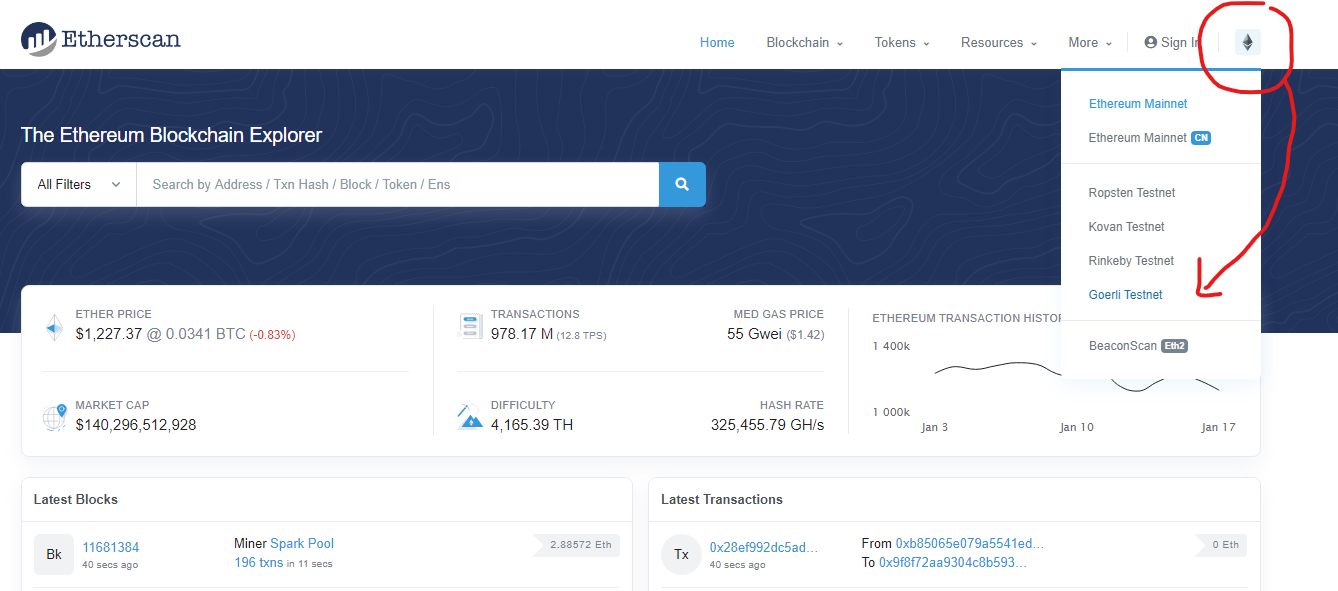 Etherscan
Home Blockchain Tokens Resources More Sign In
Ethereum Mainnet
Ethereum Mainnet CN
Ropsten Testnet
Kovan Testnet
Rinkeby Testnet
Goerli Testnet
BeaconScan Eth2
The Ethereum Blockchain Explorer
All Filters Search by Address / Txn Hash / Block / Token / Ens
ETHER PRICE
$1,227.37 @ 0.0341 BTC (-0.83%)
MARKET CAP
$140,296,512,928
TRANSACTIONS
978.17 M (12.8 TPS)
MED GAS PRICE
55 Gwei ($1.42)
DIFFICULTY
4,165.39 TH
HASH RATE
325,455.79 GH/s
ETHEREUM TRANSACTION HISTOR
1 400k
1 000k
Jan 3 Jan 10 Jan 17
Latest Blocks
Bk
11681384
40 secs ago
Miner Spark Pool
196 txns in 11 secs
2.88572 Eth
Latest Transactions
Tx
0x28ef992dc5ad...
40 secs ago
From 0xb85065e079a5541ed...
To 0x9f8f72aa9304c8b593...
0 Eth